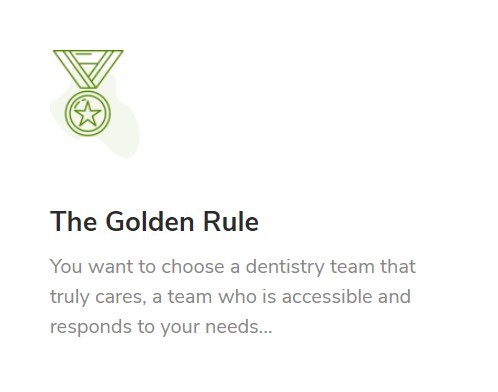 The Golden Rule
You want to choose a dentistry team that
truly cares, a team who is accessible and
responds to your needs...